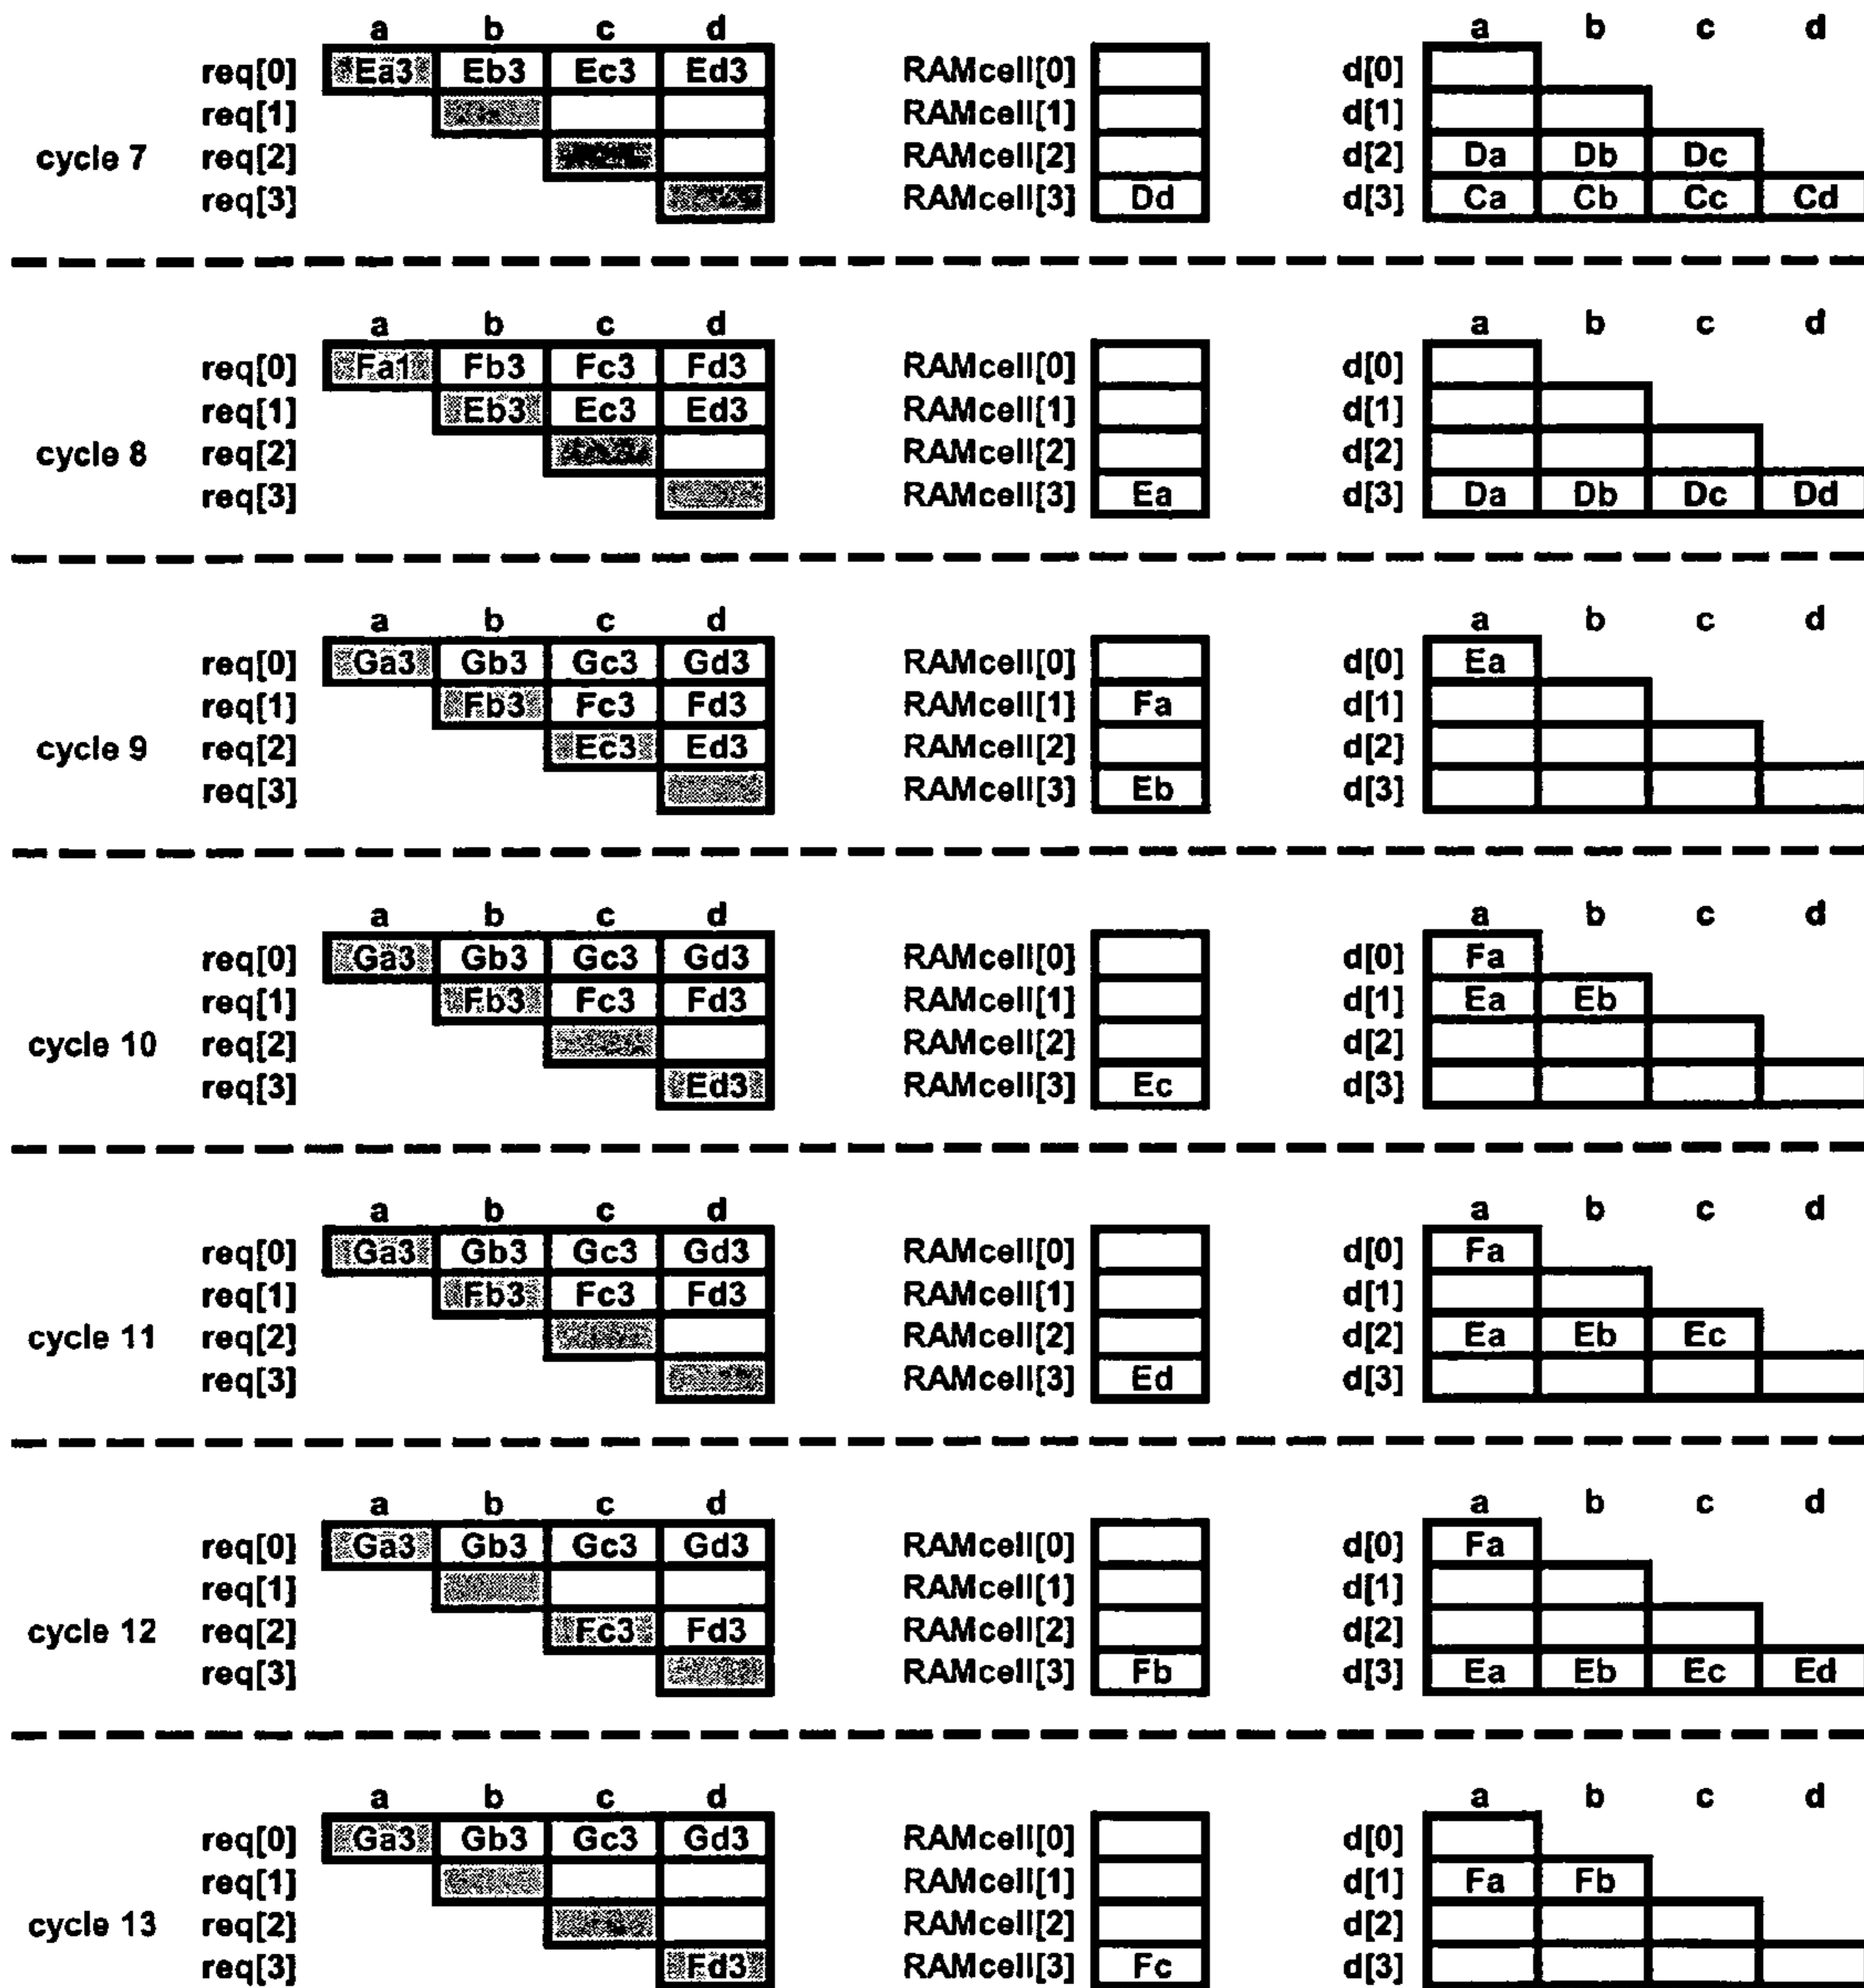 a b c d a b c d
req[0] Ea3 Eb3 Ec3 Ed3 RAMcell[0] d[0]
req[1] RAMcell[1] d[1]
cycle 7 req[2] RAMcell[2] d[2] Da Db Dc
req[3] RAMcell[3] Dd d[3] Ca Cb Cc Cd
a b c d a b c d
req[0] Fa1 Fb3 Fc3 Fd3 RAMcell[0] d[0]
req[1] Eb3 Ec3 Ed3 RAMcell[1] d[1]
cycle 8 req[2] RAMcell[2] d[2]
req[3] RAMcell[3] Ea d[3] Da Db Dc Dd
a b c d a b c d
req[0] Ga3 Gb3 Gc3 Gd3 RAMcell[0] d[0] Ea
req[1] Fb3 Fc3 Fd3 RAMcell[1] Fa d[1]
cycle 9 req[2] Ec3 Ed3 RAMcell[2] d[2]
req[3] RAMcell[3] Eb d[3]
a b c d a b c d
req[0] Ga3 Gb3 Gc3 Gd3 RAMcell[0] d[0] Fa
req[1] Fb3 Fc3 Fd3 RAMcell[1] d[1] Ea Eb
cycle 10 req[2] RAMcell[2] d[2]
req[3] Ed3 RAMcell[3] Ec d[3]
a b c d a b c d
req[0] Ga3 Gb3 Gc3 Gd3 RAMcell[0] d[0] Fa
req[1] Fb3 Fc3 Fd3 RAMcell[1] d[1]
cycle 11 req[2] RAMcell[2] d[2] Ea Eb Ec
req[3] RAMcell[3] Ed d[3]
a b c d a b c d
req[0] Ga3 Gb3 Gc3 Gd3 RAMcell[0] d[0] Fa
req[1] RAMcell[1] d[1]
cycle 12 req[2] Fc3 Fd3 RAMcell[2] d[2]
req[3] RAMcell[3] Fb d[3] Ea Eb Ec Ed
a b c d a b c d
req[0] Ga3 Gb3 Gc3 Gd3 RAMcell[0] d[0]
req[1] RAMcell[1] d[1] Fa Fb
cycle 13 req[2] RAMcell[2] d[2]
req[3] Fd3 RAMcell[3] Fc d[3]